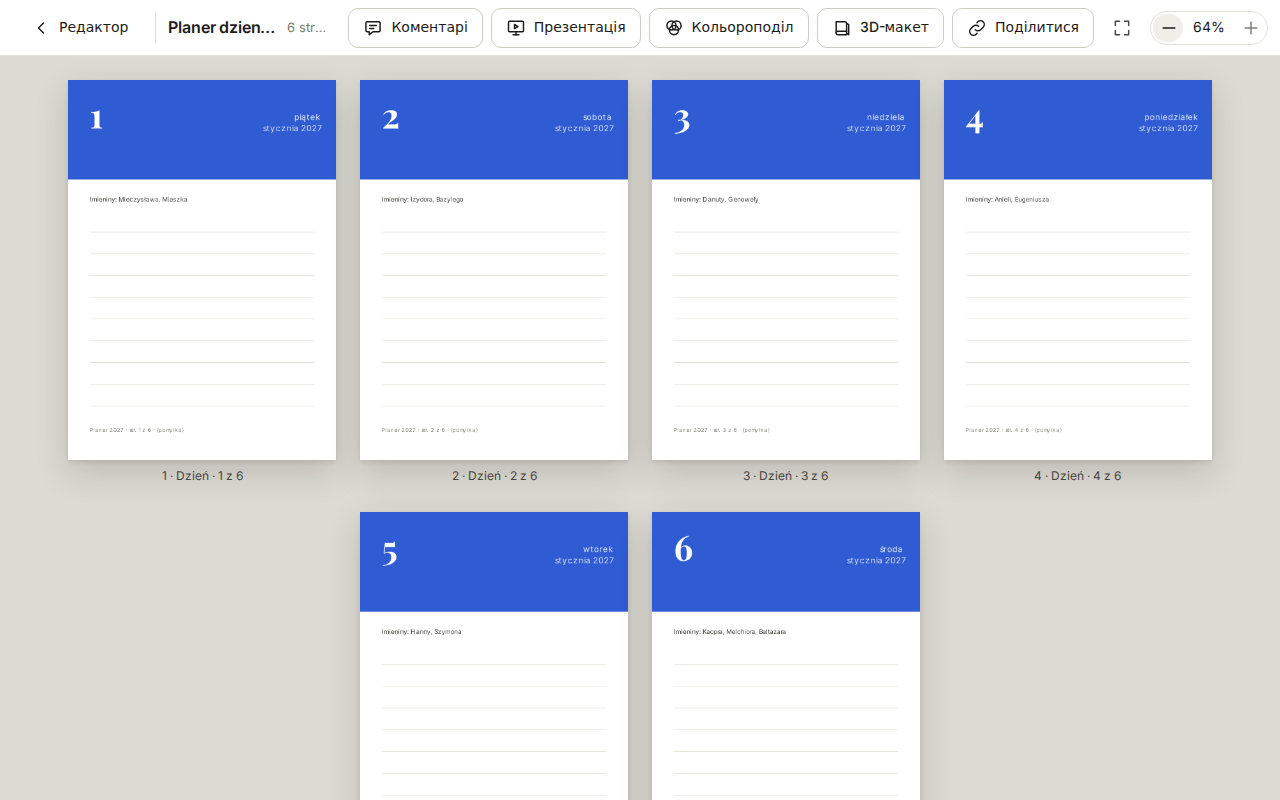 Редактор
Planer dzien...
6 str...
Коментарі
Презентація
Кольороподіл
3D-макет
Поділитися
64%
1
piątek
stycznia 2027
Imieniny: Mieczysława, Mieszka
Planer 2027 · str. 1 z 6 · (pomyłka)
1 · Dzień · 1 z 6
2
sobota
stycznia 2027
Imieniny: Izydora, Bazylego
Planer 2027 · str. 2 z 6 · (pomyłka)
2 · Dzień · 2 z 6
3
niedziela
stycznia 2027
Imieniny: Danuty, Genowefy
Planer 2027 · str. 3 z 6 · (pomyłka)
3 · Dzień · 3 z 6
4
poniedziałek
stycznia 2027
Imieniny: Anieli, Eugeniusza
Planer 2027 · str. 4 z 6 · (pomyłka)
4 · Dzień · 4 z 6
5
wtorek
stycznia 2027
Imieniny: Hanny, Szymona
6
środa
stycznia 2027
Imieniny: Kacpra, Melchiora, Baltazara